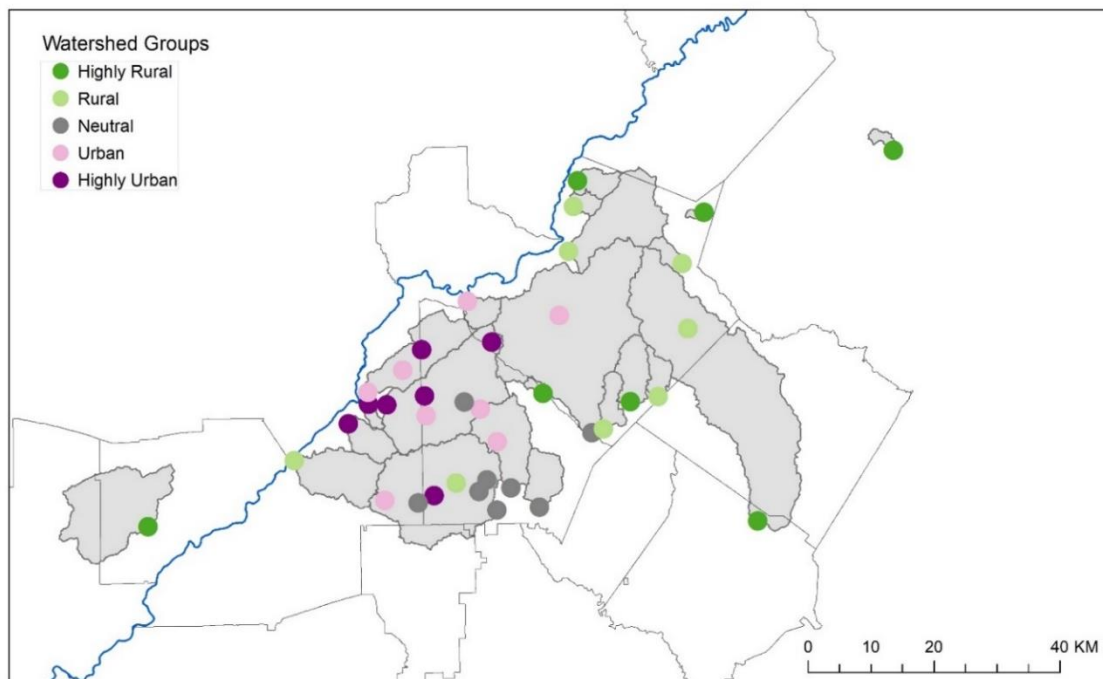 Watershed Groups
Highly Rural
Rural
Neutral
Urban
Highly Urban
0 10 20 40 KM